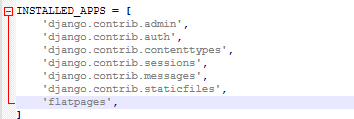 INSTALLED_APPS = [
    'django.contrib.admin',
    'django.contrib.auth',
    'django.contrib.contenttypes',
    'django.contrib.sessions',
    'django.contrib.messages',
    'django.contrib.staticfiles',
    'flatpages',
]